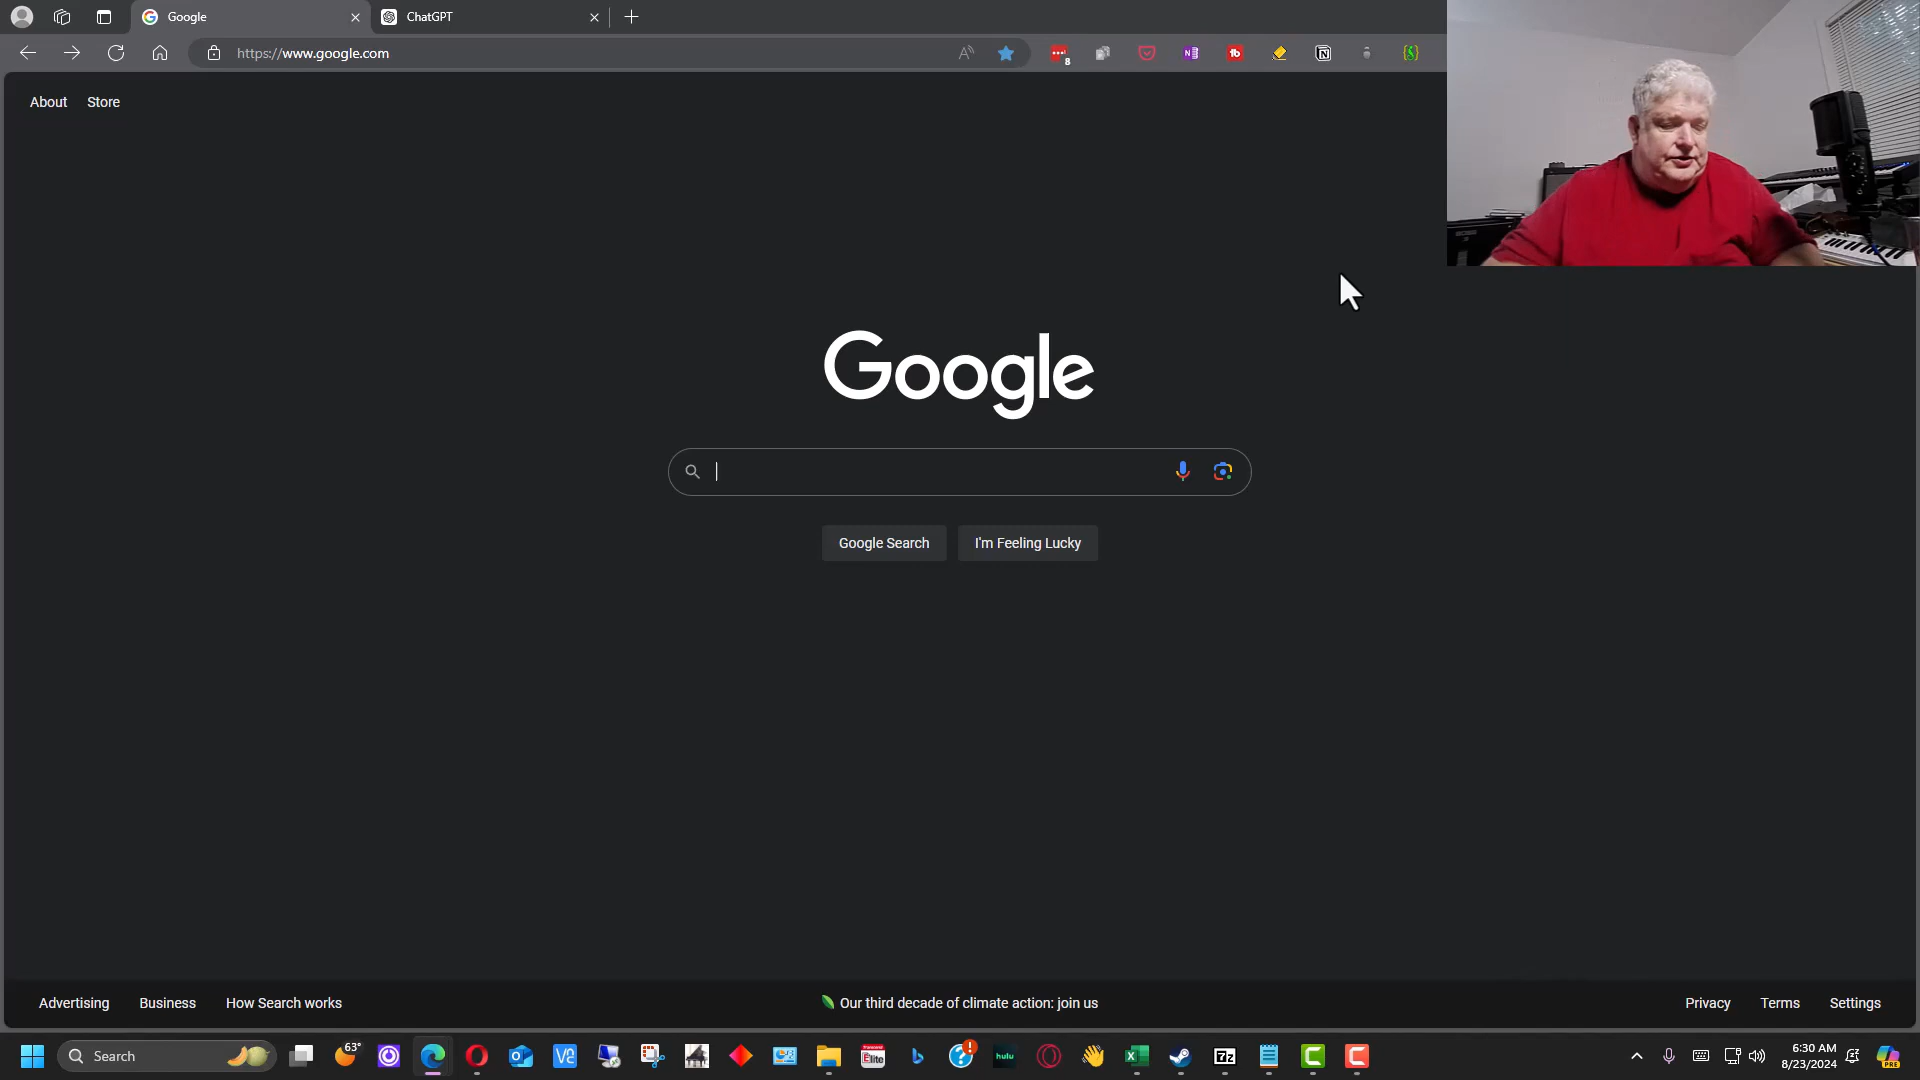 Google
ChatGPT
https://www.google.com
8
About
Store
Google
Google Search
I'm Feeling Lucky
Advertising
Business
How Search works
Our third decade of climate action: join us
Privacy
Terms
Settings
Search
63°
hulu
6:30 AM
8/23/2024